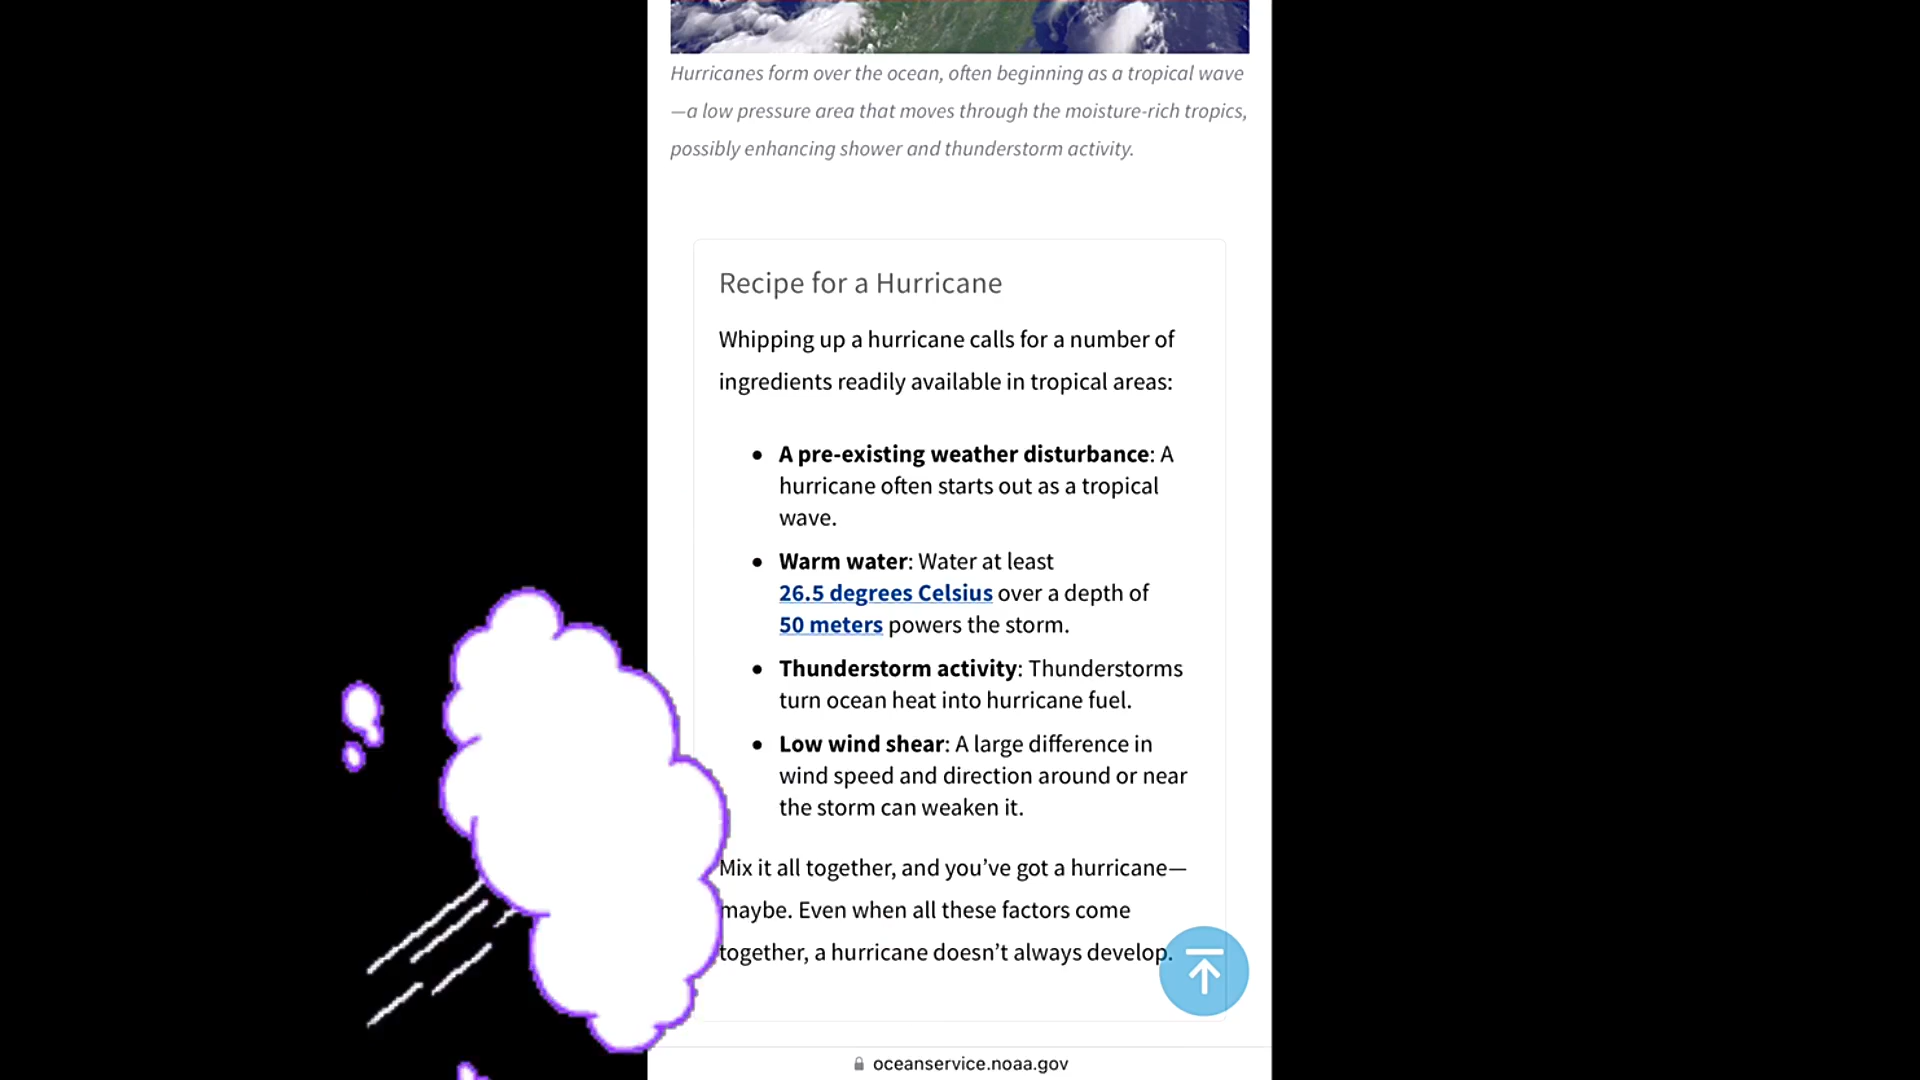 Hurricanes form over the ocean, often beginning as a tropical wave
—a low pressure area that moves through the moisture-rich tropics,
possibly enhancing shower and thunderstorm activity.
Recipe for a Hurricane
Whipping up a hurricane calls for a number of
ingredients readily available in tropical areas:
• A pre-existing weather disturbance: A
hurricane often starts out as a tropical
wave.
• Warm water: Water at least
26.5 degrees Celsius over a depth of
50 meters powers the storm.
• Thunderstorm activity: Thunderstorms
turn ocean heat into hurricane fuel.
• Low wind shear: A large difference in
wind speed and direction around or near
the storm can weaken it.
Mix it all together, and you’ve got a hurricane—
maybe. Even when all these factors come
together, a hurricane doesn’t always develop.
oceanservice.noaa.gov